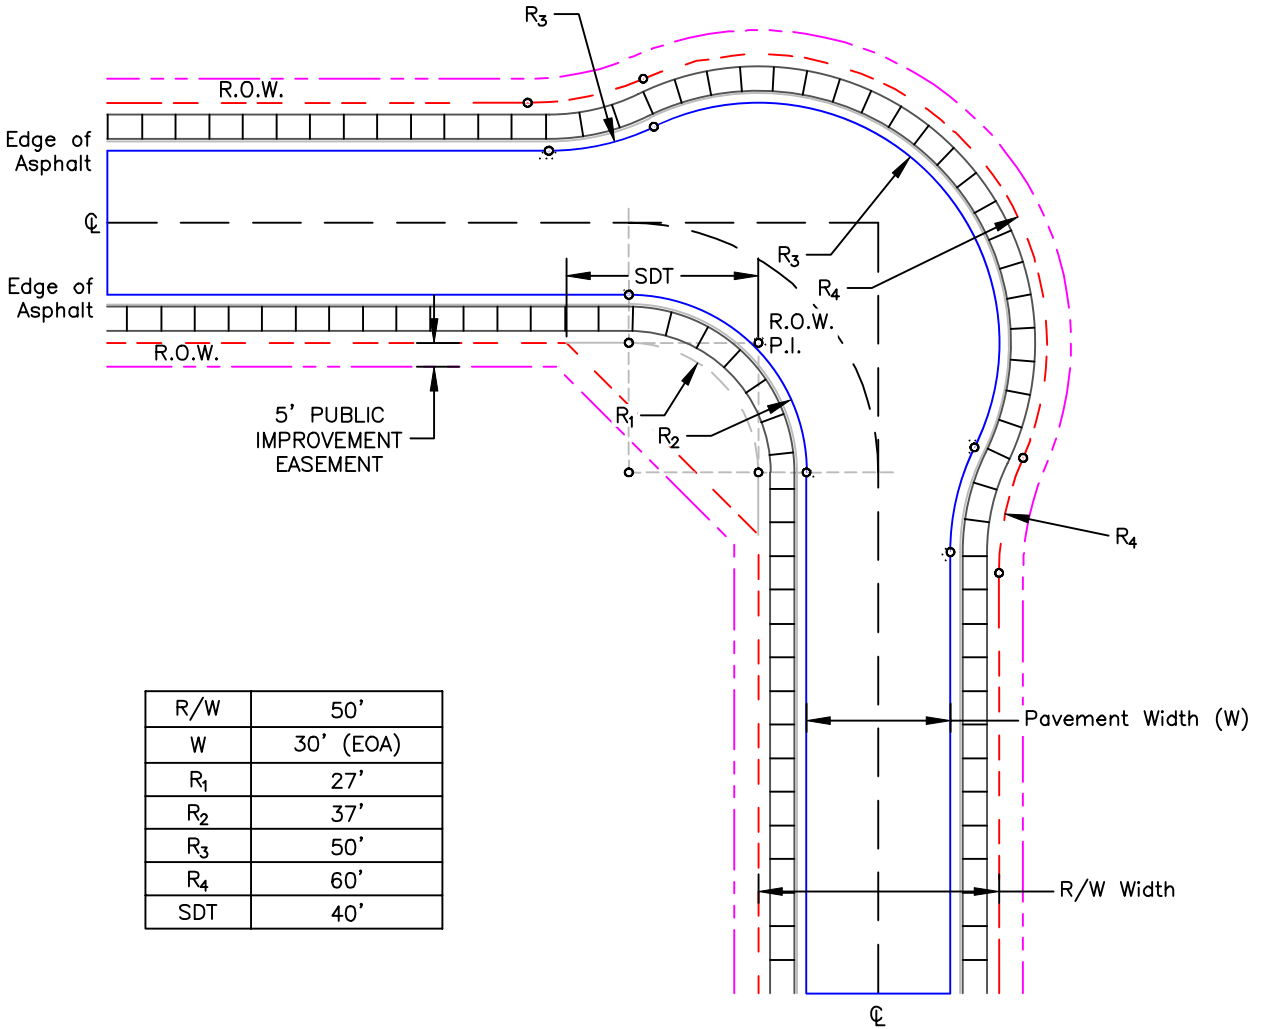 R3
R.O.W.
Edge of
Asphalt
℄
R3
SDT
R4
Edge of
Asphalt
R.O.W.
P.I.
R.O.W.
R1
R2
5' PUBLIC
IMPROVEMENT
EASEMENT
R4
R/W 50'
W 30' (EOA)
R1 27'
R2 37'
R3 50'
R4 60'
SDT 40'
Pavement Width (W)
R/W Width
℄